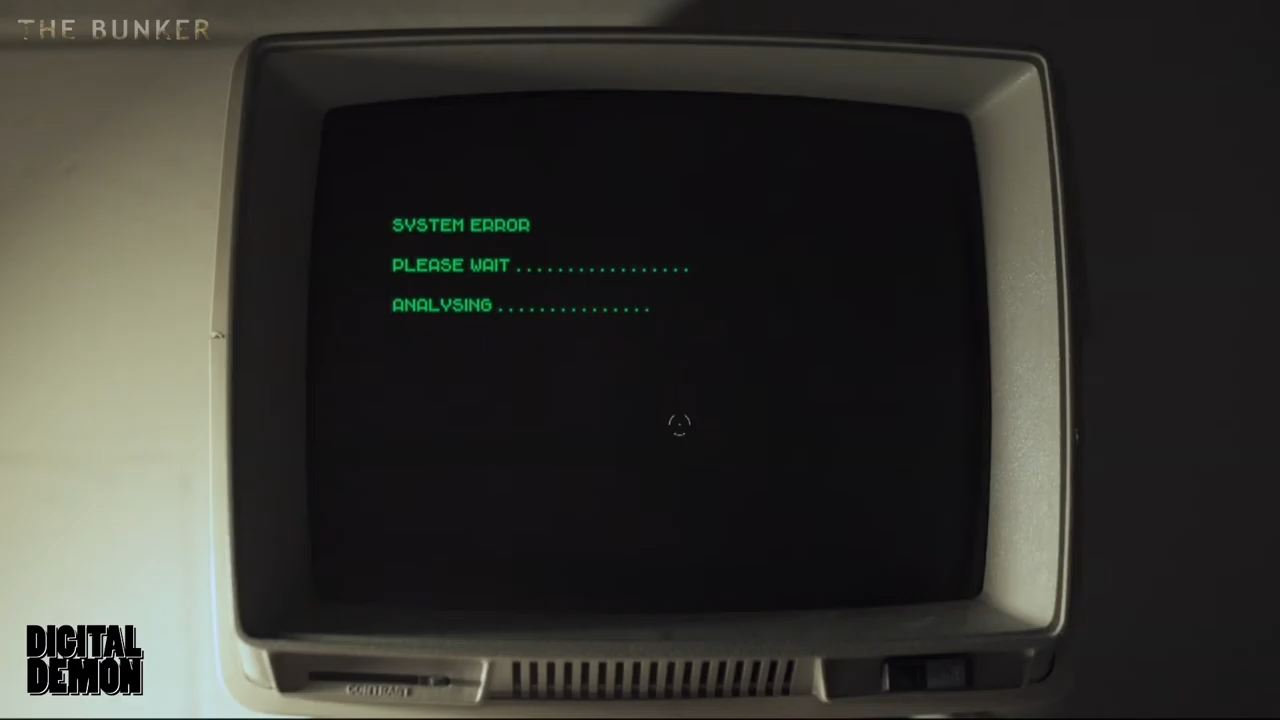 THE BUNKER
SYSTEM ERROR
PLEASE WAIT .................
ANALYSING ...............
CONTRAST
DIGITAL
DEMON